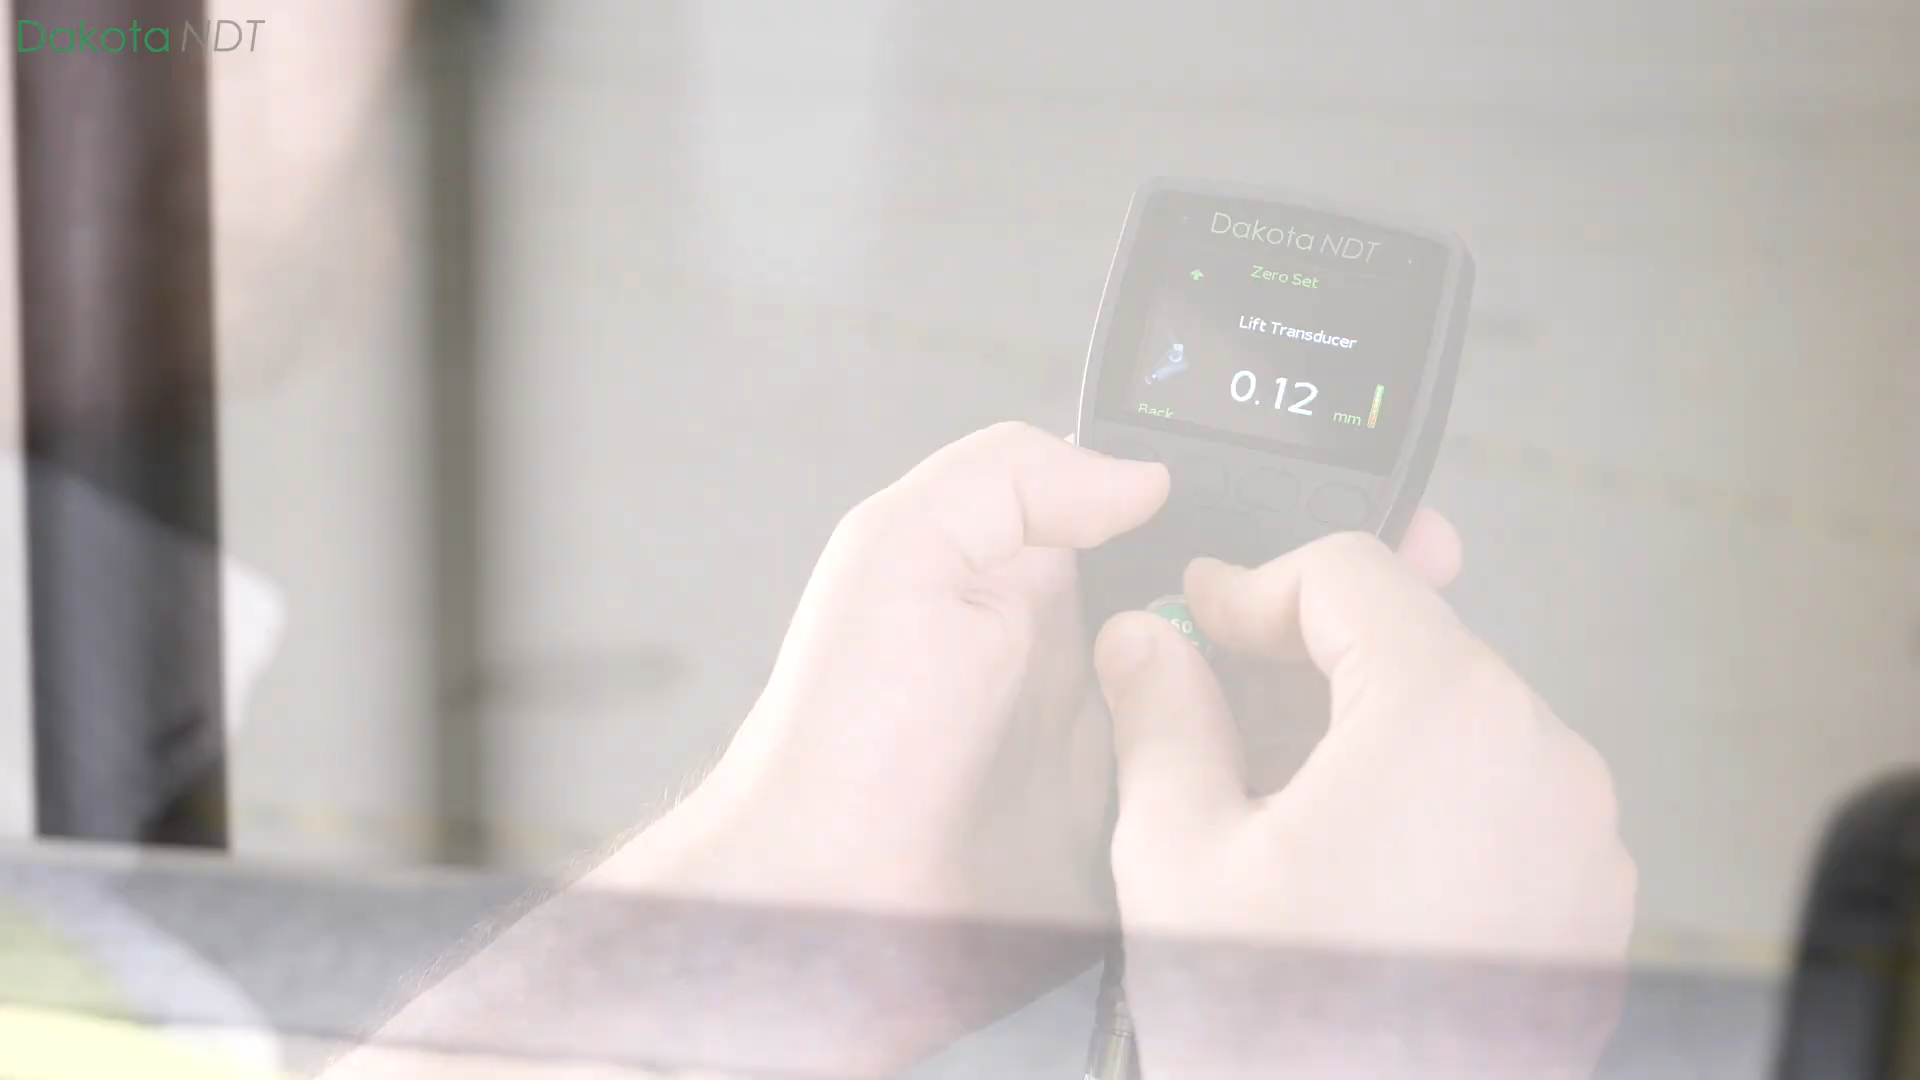 Dakota NDT
Dakota NDT
Zero Set
Lift Transducer
0.12 mm
Back